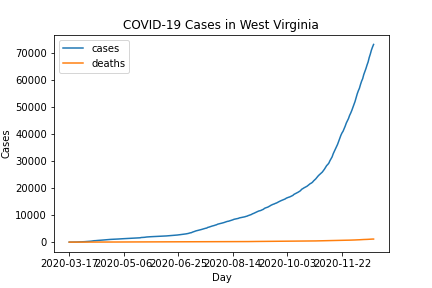 COVID-19 Cases in West Virginia
cases
deaths
70000
60000
50000
40000
30000
20000
10000
0
Cases
2020-03-17 2020-05-06 2020-06-25 2020-08-14 2020-10-03 2020-11-22
Day